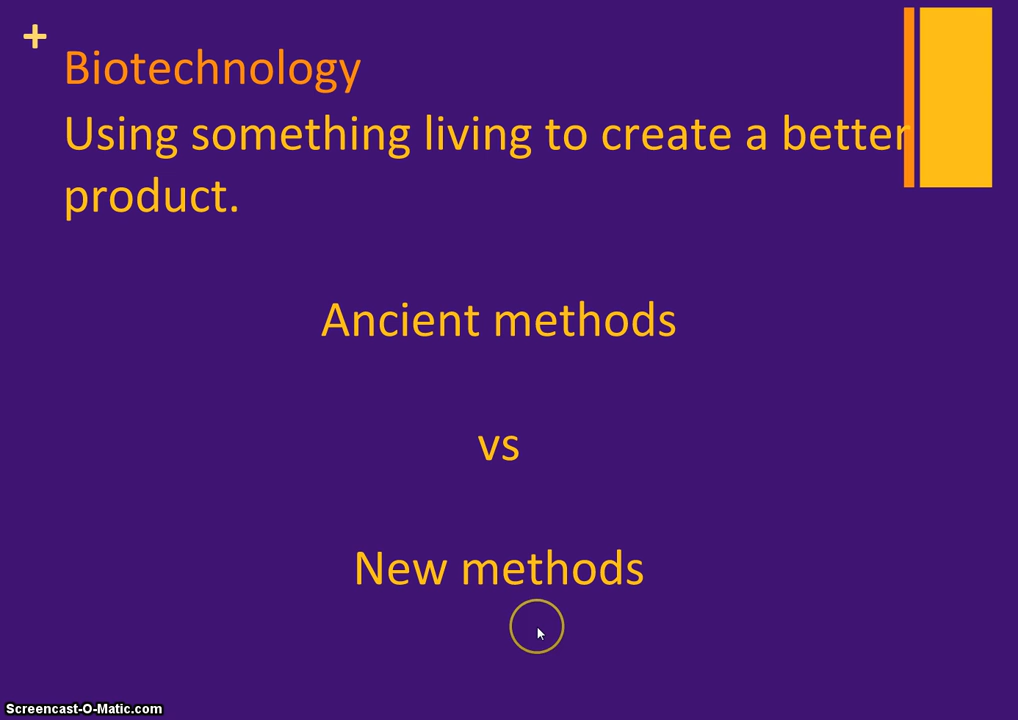 +
Biotechnology
Using something living to create a better
product.
Ancient methods
vs
New methods
Screencast-O-Matic.com